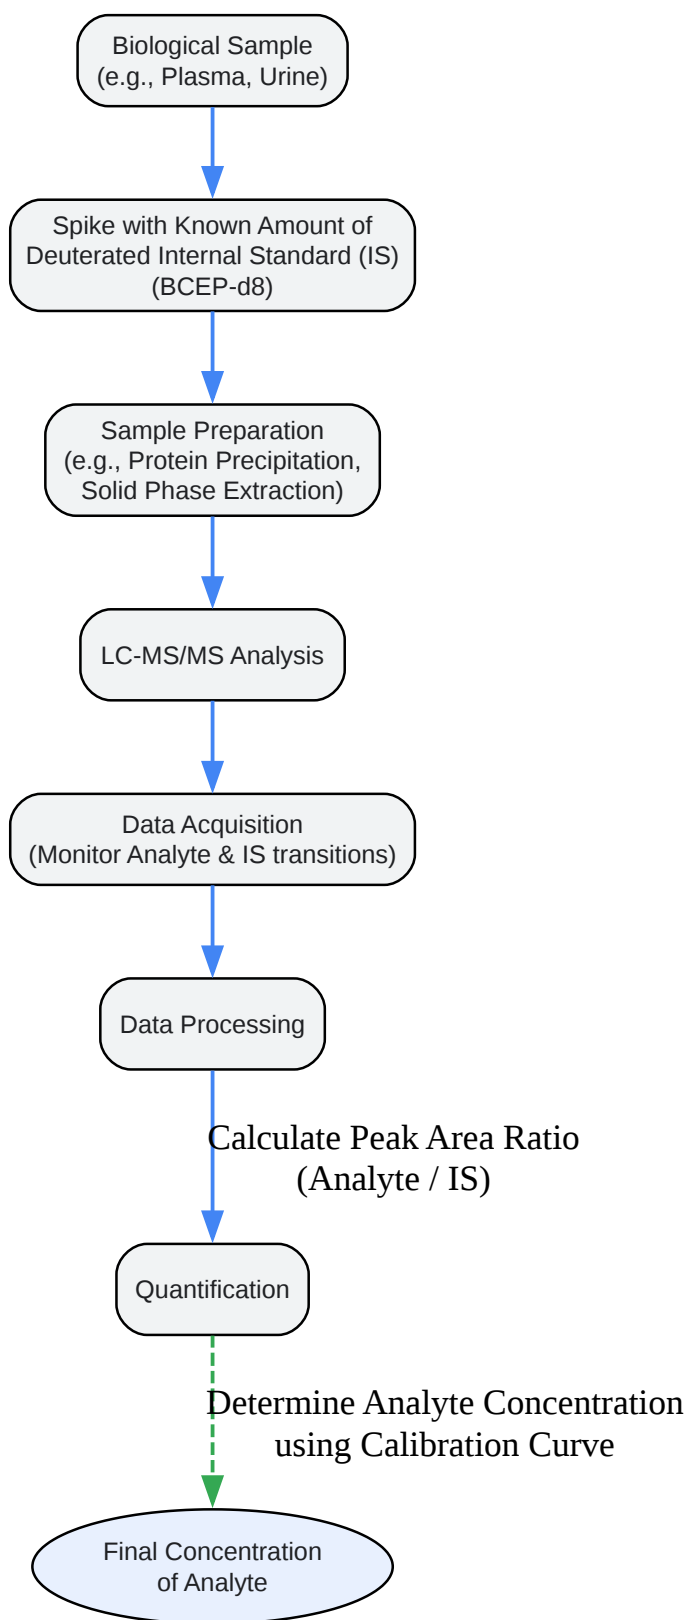 Biological Sample
(e.g., Plasma, Urine)
Spike with Known Amount of
Deuterated Internal Standard (IS)
(BCEP-d8)
Sample Preparation
(e.g., Protein Precipitation,
Solid Phase Extraction)
LC-MS/MS Analysis
Data Acquisition
(Monitor Analyte & IS transitions)
Data Processing
Calculate Peak Area Ratio
(Analyte / IS)
Quantification
Determine Analyte Concentration
using Calibration Curve
Final Concentration
of Analyte